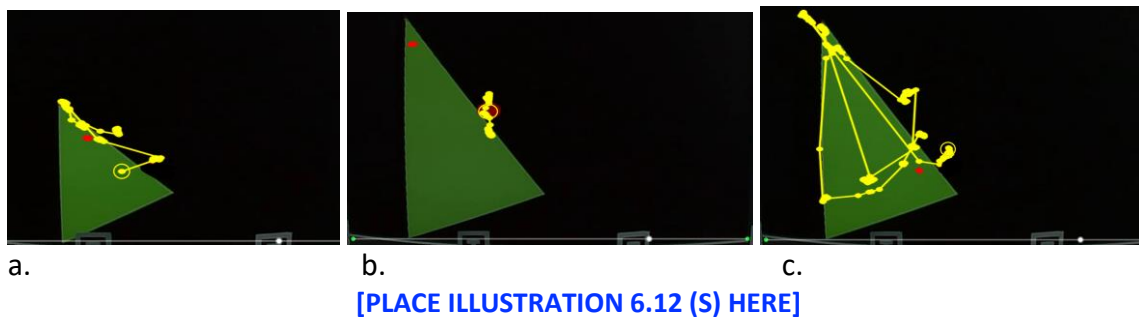 a. b. c.
[PLACE ILLUSTRATION 6.12 (S) HERE]